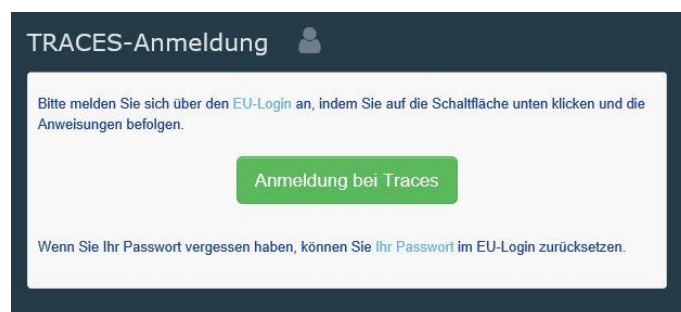 TRACES-Anmeldung
Bitte melden Sie sich über den EU-Login an, indem Sie auf die Schaltfläche unten klicken und die
Anweisungen befolgen.
Anmeldung bei Traces
Wenn Sie Ihr Passwort vergessen haben, können Sie Ihr Passwort im EU-Login zurücksetzen.